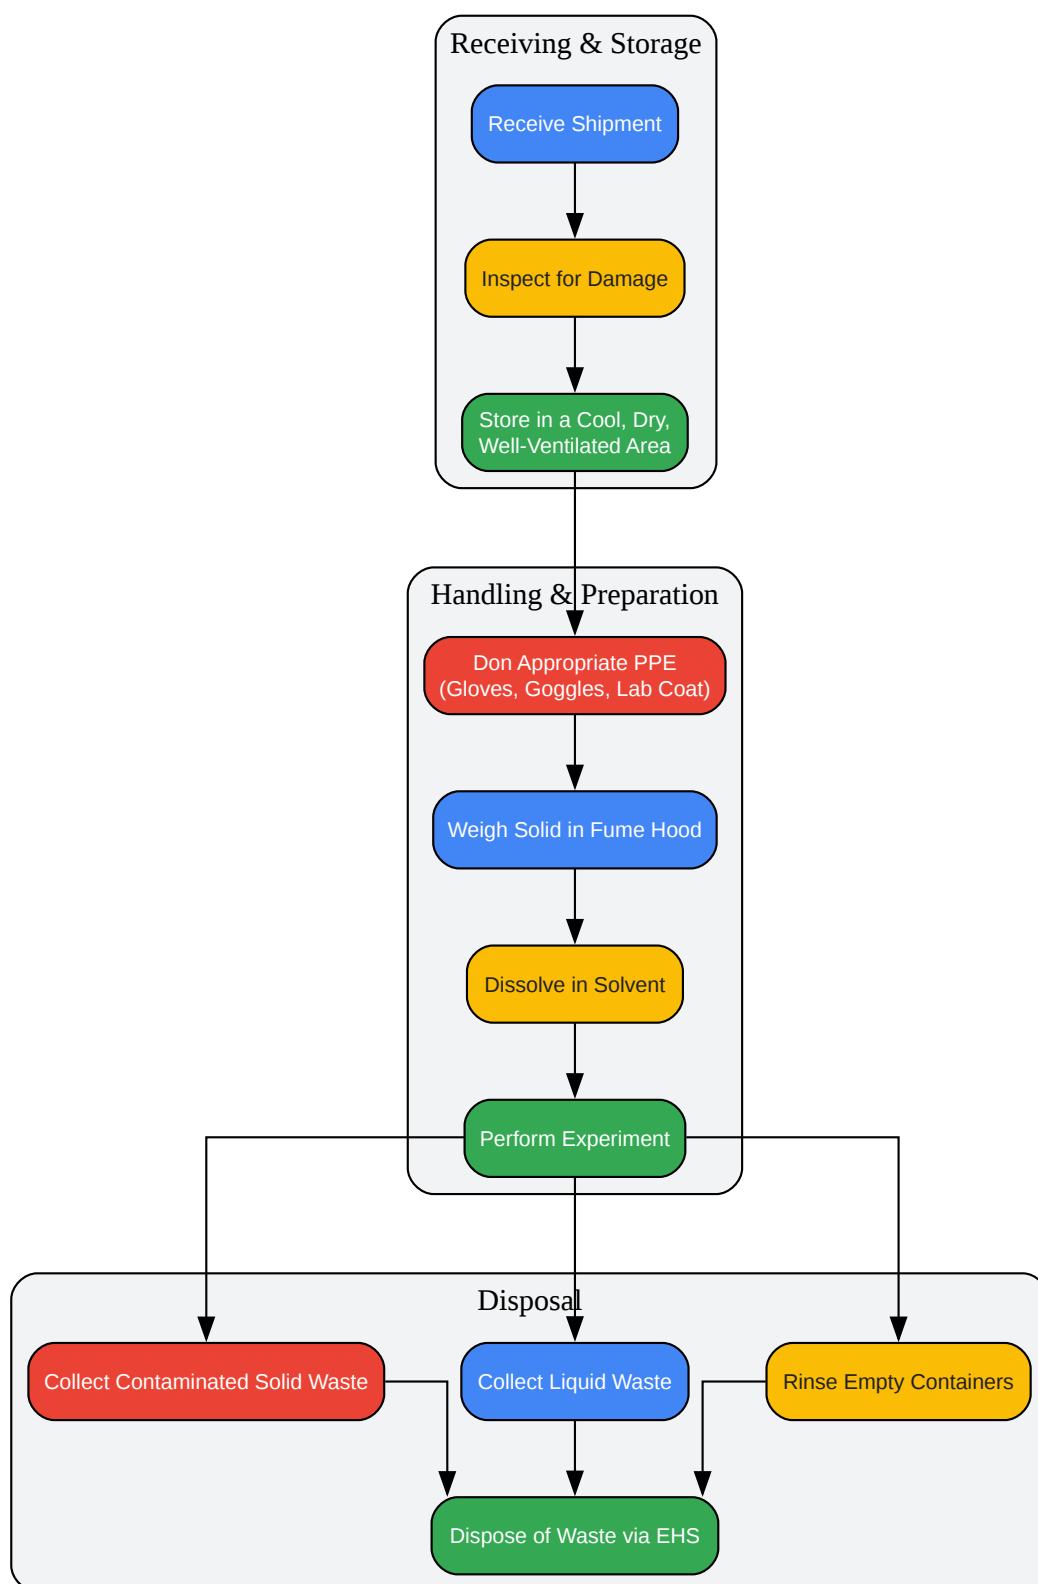 Receiving & Storage
Receive Shipment
Inspect for Damage
Store in a Cool, Dry,
Well-Ventilated Area
Handling & Preparation
Don Appropriate PPE
(Gloves, Goggles, Lab Coat)
Weigh Solid in Fume Hood
Dissolve in Solvent
Perform Experiment
Disposal
Collect Contaminated Solid Waste
Collect Liquid Waste
Rinse Empty Containers
Dispose of Waste via EHS